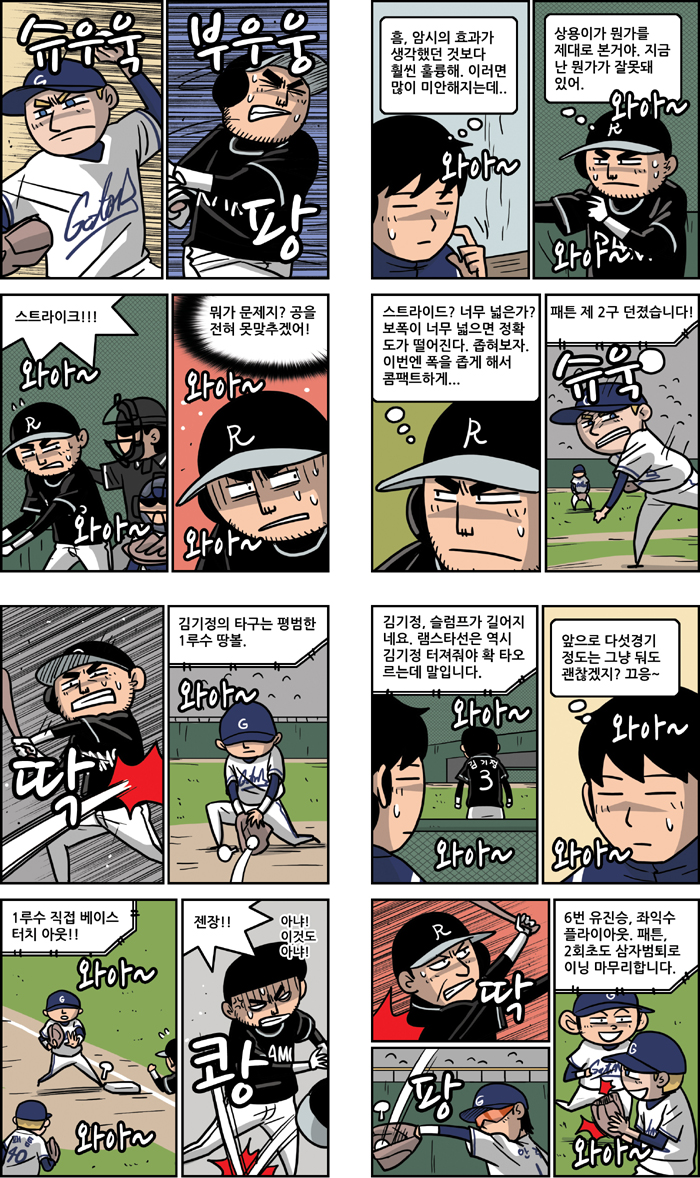 슈우욱
G
Gators
부우웅
팡
스트라이크!!!
와아~
R
와아~
뭐가 문제지? 공을
전혀 못맞추겠어!
와아~
R
와아~
흠, 암시의 효과가
생각했던 것보다
훨씬 훌륭해. 이러면
많이 미안해지는데..
와아~
상용이가 뭔가를
제대로 본거야. 지금
난 뭔가가 잘못돼
있어.
와아~
R
와아~
스트라이드? 너무 넓은가?
보폭이 너무 넓으면 정확
도가 떨어진다. 좁혀보자.
이번엔 폭을 좁게 해서
콤팩트하게...
R
패튼 제 2구 던졌습니다!
슈욱
딱
김기정의 타구는 평범한
1루수 땅볼.
와아~
G
1루수 직접 베이스
터치 아웃!!
와아~
G
40
와아~
젠장!!
아냐!
이것도
아냐!
쾅
김기정, 슬럼프가 길어지
네요. 램스타선은 역시
김기정 터져줘야 확 타오
르는데 말입니다.
와아~
김기정
3
와아~
앞으로 다섯경기
정도는 그냥 둬도
괜찮겠지? 끄응~
와아~
와아~
R
딱
팡
G
6번 유진승, 좌익수
플라이아웃. 패튼,
2회초도 삼자범퇴로
이닝 마무리합니다.
G
G
와아~